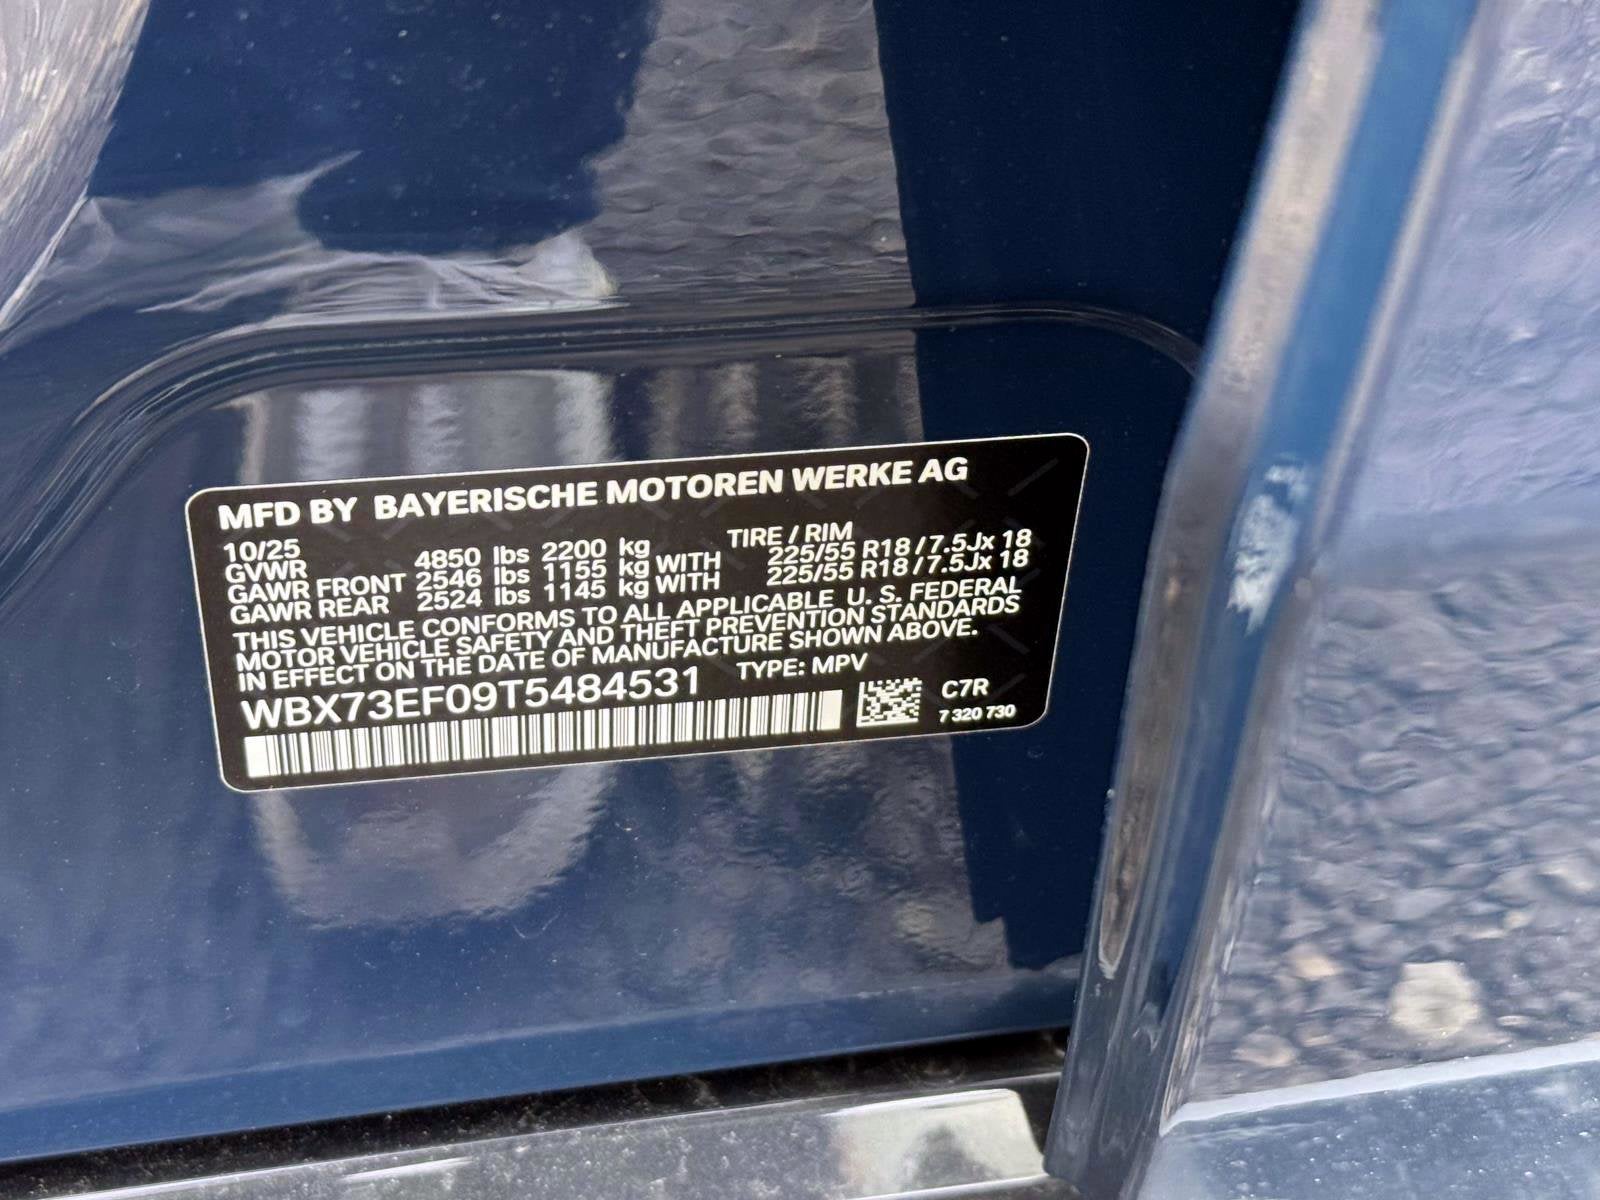 MFD BY BAYERISCHE MOTOREN WERKE AG
10/25 TIRE / RIM
GVWR 4850 lbs 2200 kg
GAWR FRONT 2546 lbs 1155 kg WITH 225/55 R18 / 7.5Jx 18
GAWR REAR 2524 lbs 1145 kg WITH 225/55 R18 / 7.5Jx 18
THIS VEHICLE CONFORMS TO ALL APPLICABLE U. S. FEDERAL
MOTOR VEHICLE SAFETY AND THEFT PREVENTION STANDARDS
IN EFFECT ON THE DATE OF MANUFACTURE SHOWN ABOVE.
WBX73EF09T5484531 TYPE: MPV
C7R
7 320 730